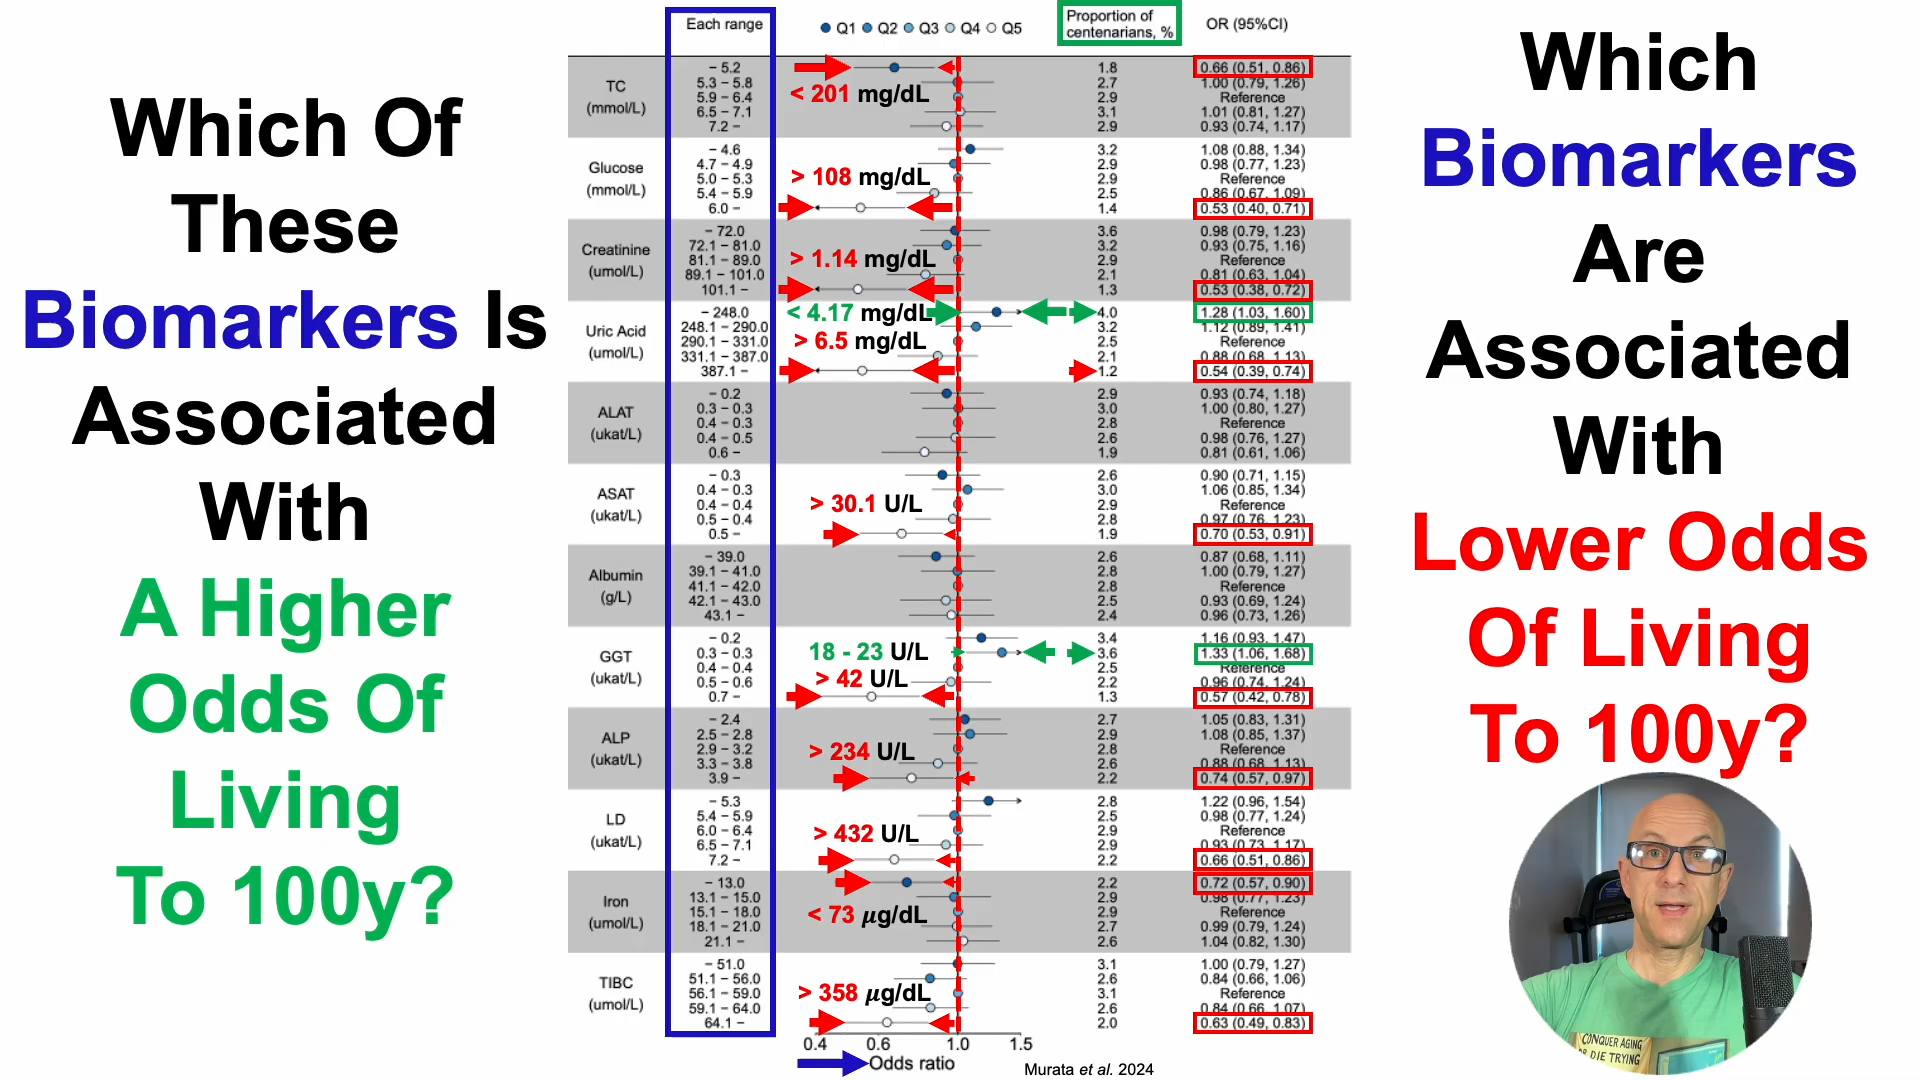 Which Of
These
Biomarkers Is
Associated
With
A Higher
Odds Of
Living
To 100y?
Each range
Q1 Q2 Q3 Q4 Q5
Proportion of
centenarians, %
OR (95%CI)
TC
(mmol/L)
– 5.2 1.8 0.66 (0.51, 0.86)
5.3 – 5.8 2.7 1.00 (0.79, 1.26)
5.9 – 6.4 2.9 Reference
6.5 – 7.1 3.1 1.01 (0.81, 1.27)
7.2 – 2.9 0.93 (0.74, 1.17)
< 201 mg/dL
Glucose
(mmol/L)
– 4.6 3.2 1.08 (0.88, 1.34)
4.7 – 4.9 2.9 0.98 (0.77, 1.23)
5.0 – 5.3 2.9 Reference
5.4 – 5.9 2.5 0.86 (0.67, 1.09)
6.0 – 1.4 0.53 (0.40, 0.71)
> 108 mg/dL
Creatinine
(umol/L)
– 72.0 3.6 0.98 (0.79, 1.23)
72.1 – 81.0 3.2 0.93 (0.75, 1.16)
81.1 – 89.0 2.9 Reference
89.1 – 101.0 2.1 0.81 (0.63, 1.04)
101.1 – 1.3 0.53 (0.38, 0.72)
> 1.14 mg/dL
Uric Acid
(umol/L)
– 248.0 4.0 1.28 (1.03, 1.60)
248.1 – 290.0 3.2 1.12 (0.89, 1.41)
290.1 – 331.0 2.5 Reference
331.1 – 387.0 2.1 0.88 (0.68, 1.13)
387.1 – 1.2 0.54 (0.39, 0.74)
< 4.17 mg/dL
> 6.5 mg/dL
ALAT
(ukat/L)
– 0.2 2.9 0.93 (0.74, 1.18)
0.3 – 0.3 3.0 1.00 (0.80, 1.27)
0.4 – 0.3 2.8 Reference
0.4 – 0.5 2.6 0.98 (0.76, 1.27)
0.6 – 1.9 0.81 (0.61, 1.06)
ASAT
(ukat/L)
– 0.3 2.6 0.90 (0.71, 1.15)
0.4 – 0.3 3.0 1.06 (0.85, 1.34)
0.4 – 0.4 2.9 Reference
0.5 – 0.4 2.8 0.97 (0.76, 1.23)
0.5 – 1.9 0.70 (0.53, 0.91)
> 30.1 U/L
Albumin
(g/L)
– 39.0 2.6 0.87 (0.68, 1.11)
39.1 – 41.0 2.8 1.00 (0.79, 1.27)
41.1 – 42.0 2.8 Reference
42.1 – 43.0 2.5 0.93 (0.69, 1.24)
43.1 – 2.4 0.96 (0.73, 1.26)
GGT
(ukat/L)
– 0.2 3.4 1.16 (0.93, 1.47)
0.3 – 0.3 3.6 1.33 (1.06, 1.68)
0.4 – 0.4 2.5 Reference
0.5 – 0.6 2.2 0.96 (0.74, 1.24)
0.7 – 1.3 0.57 (0.42, 0.78)
18 - 23 U/L
> 42 U/L
ALP
(ukat/L)
– 2.4 2.7 1.05 (0.83, 1.31)
2.5 – 2.8 2.9 1.08 (0.85, 1.37)
2.9 – 3.2 2.8 Reference
3.3 – 3.8 2.6 0.88 (0.68, 1.13)
3.9 – 2.2 0.74 (0.57, 0.97)
> 234 U/L
LD
(ukat/L)
– 5.3 2.8 1.22 (0.96, 1.54)
5.4 – 5.9 2.5 0.98 (0.77, 1.24)
6.0 – 6.4 2.9 Reference
6.5 – 7.1 2.9 0.93 (0.73, 1.17)
7.2 – 2.2 0.66 (0.51, 0.86)
> 432 U/L
Iron
(umol/L)
– 13.0 2.2 0.72 (0.57, 0.90)
13.1 – 15.0 2.9 0.98 (0.77, 1.23)
15.1 – 18.0 2.9 Reference
18.1 – 21.0 2.7 0.99 (0.79, 1.24)
21.1 – 2.6 1.04 (0.82, 1.30)
< 73 μg/dL
TIBC
(umol/L)
– 51.0 3.1 1.00 (0.79, 1.27)
51.1 – 56.0 2.6 0.84 (0.66, 1.06)
56.1 – 59.0 3.1 Reference
59.1 – 64.0 2.6 0.84 (0.66, 1.07)
64.1 – 2.0 0.63 (0.49, 0.83)
> 358 μg/dL
0.4 0.6 1.0 1.5
Odds ratio
Murata et al. 2024
Which
Biomarkers
Are
Associated
With
Lower Odds
Of Living
To 100y?
CONQUER AGING
OR DIE TRYING